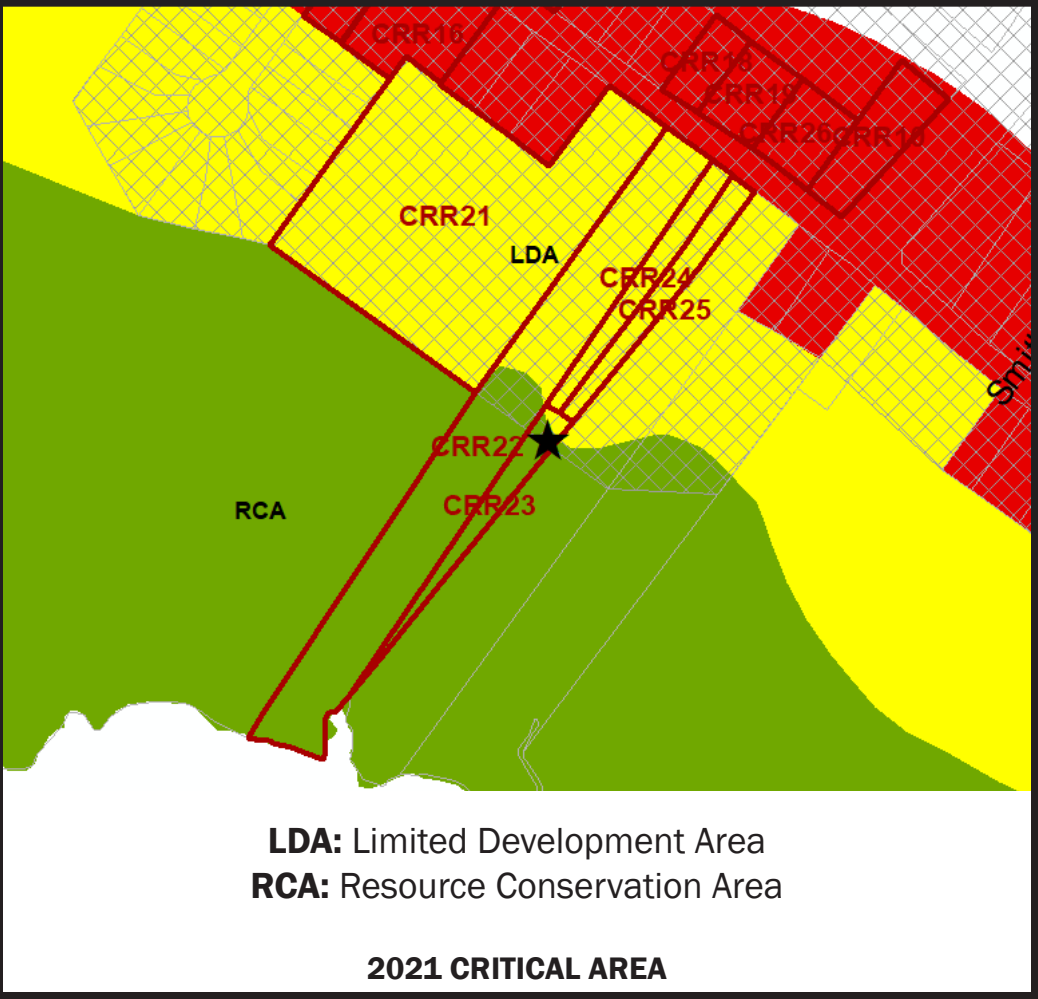 CRR16
CRR18
CRR19
CRR26
CRR21
LDA
CRR24
CRR25
CRR22
CRR23
RCA
LDA: Limited Development Area
RCA: Resource Conservation Area
2021 CRITICAL AREA